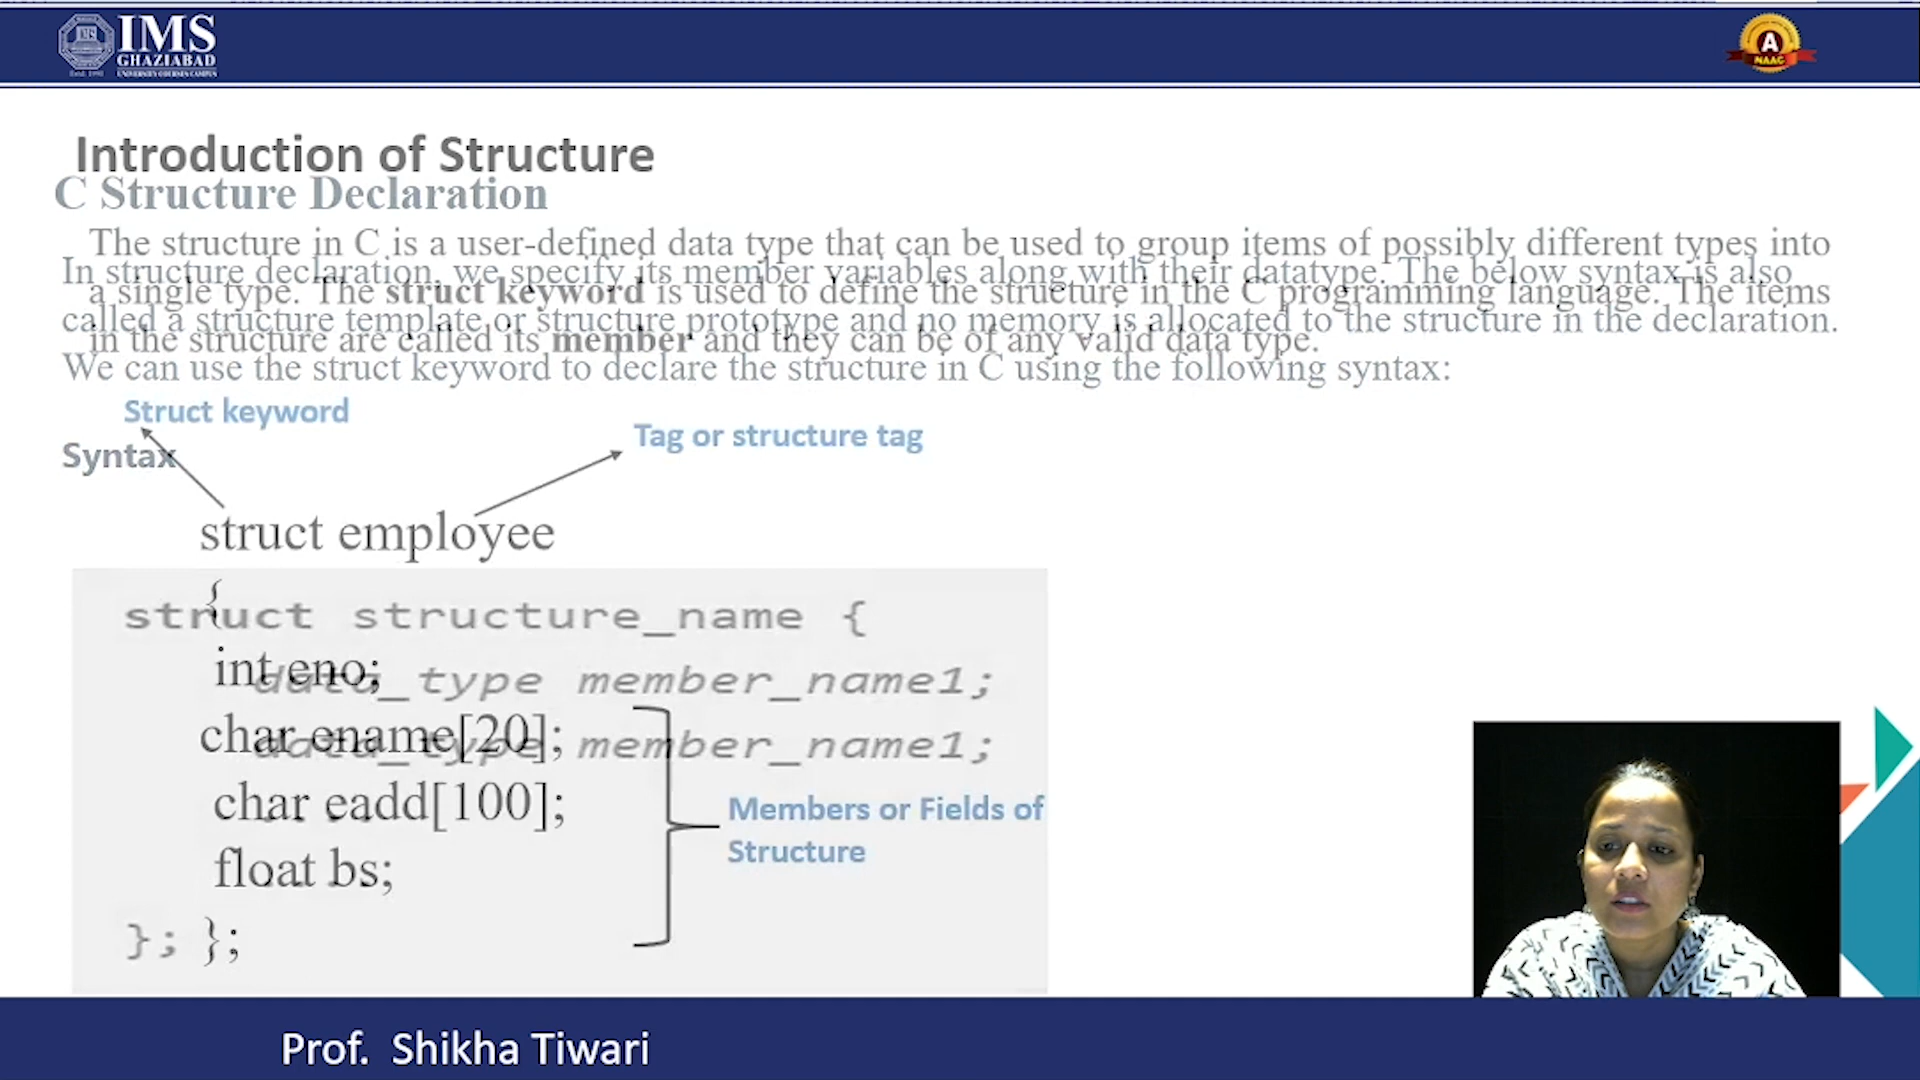 IMS
GHAZIABAD
UNIVERSITY COURSES CAMPUS
Estd. 1990
A
NAAC
Introduction of Structure
C Structure Declaration
The structure in C is a user-defined data type that can be used to group items of possibly different types into
In structure declaration, we specify its member variables along with their datatype. The below syntax is also
a single type. The struct keyword is used to define the structure in the C programming language. The items
called a structure template or structure prototype and no memory is allocated to the structure in the declaration.
in the structure are called its member and they can be of any valid data type.
We can use the struct keyword to declare the structure in C using the following syntax:
Struct keyword
Tag or structure tag
Syntax
struct employee
{
struct structure_name {
int eno;
data_type member_name1;
char ename[20];
data_type member_name1;
char eadd[100];
Members or Fields of
Structure
float bs;
};
};
Prof. Shikha Tiwari